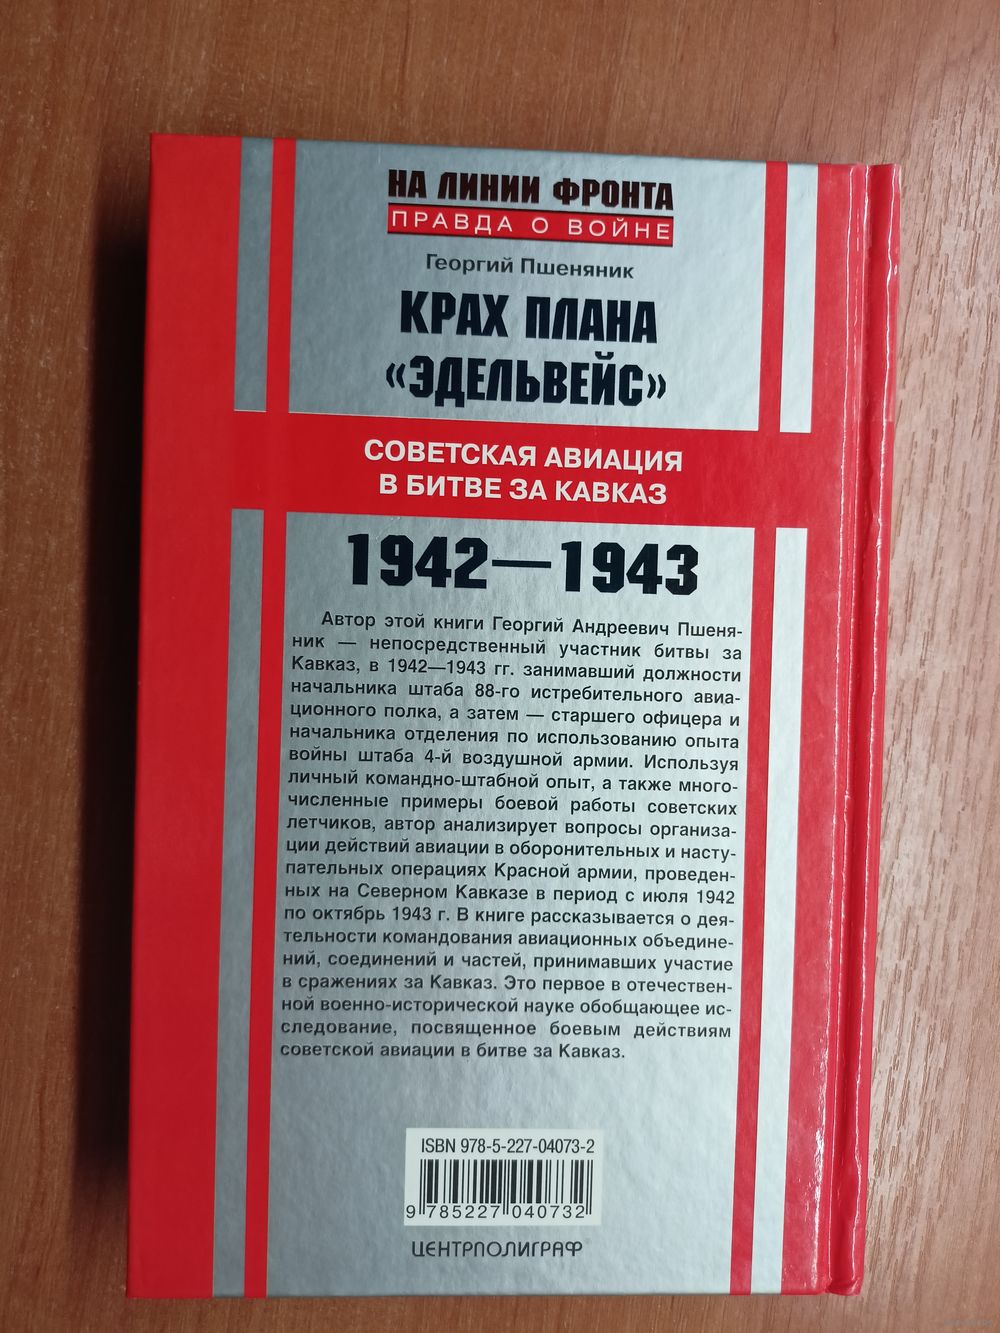 НА ЛИНИИ ФРОНТА
ПРАВДА О ВОЙНЕ
Георгий Пшеняник
КРАХ ПЛАНА
«ЭДЕЛЬВЕЙС»
СОВЕТСКАЯ АВИАЦИЯ
В БИТВЕ ЗА КАВКАЗ
1942—1943
Автор этой книги Георгий Андреевич Пшеня-
ник — непосредственный участник битвы за
Кавказ, в 1942—1943 гг. занимавший должности
начальника штаба 88-го истребительного авиа-
ционного полка, а затем — старшего офицера и
начальника отделения по использованию опыта
войны штаба 4-й воздушной армии. Используя
личный командно-штабной опыт, а также много-
численные примеры боевой работы советских
летчиков, автор анализирует вопросы организа-
ции действий авиации в оборонительных и насту-
пательных операциях Красной армии, проведен-
ных на Северном Кавказе в период с июля 1942
по октябрь 1943 г. В книге рассказывается о дея-
тельности командования авиационных объедине-
ний, соединений и частей, принимавших участие
в сражениях за Кавказ. Это первое в отечествен-
ной военно-исторической науке обобщающее ис-
следование, посвященное боевым действиям
советской авиации в битве за Кавказ.
ISBN 978-5-227-04073-2
9 785227 040732
ЦЕНТРПОЛИГРАФ